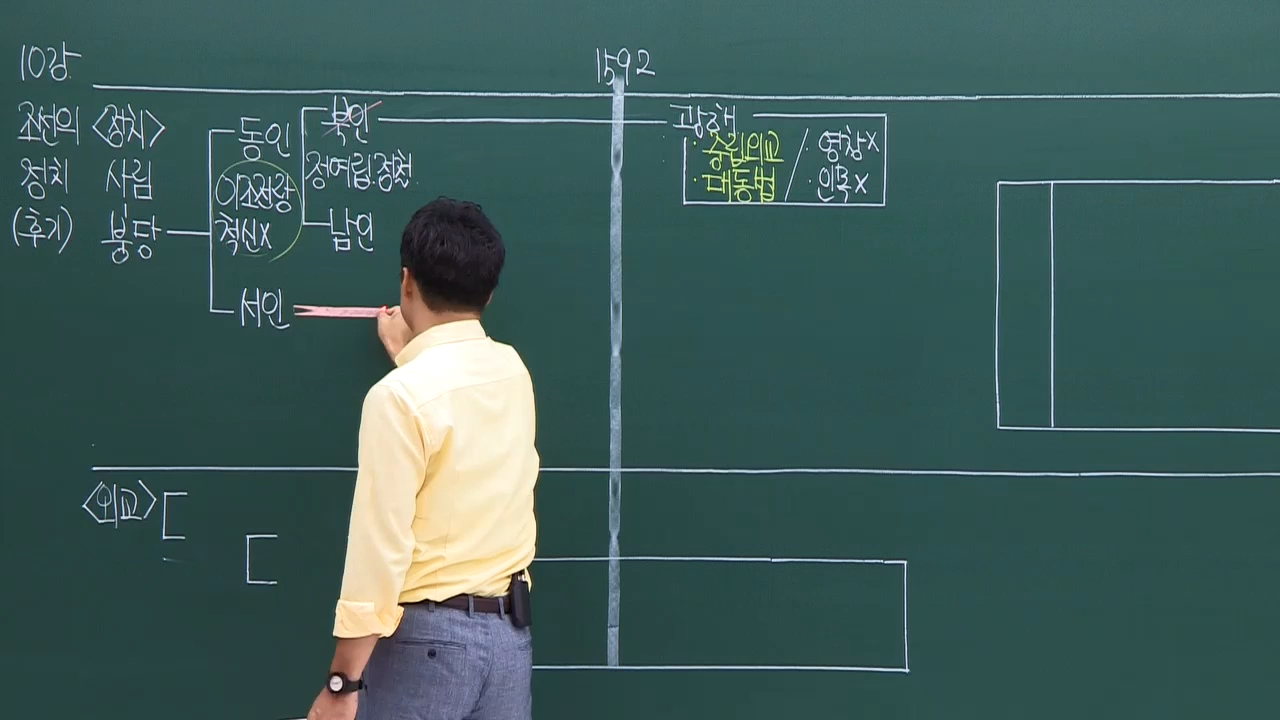 10강
1592
조선의
정치
(후기)
<정치>
사림
붕당
동인
이조전랑
척신X
서인
북인
정여립.정철
남인
광해
·중립외교 / ·영창X
·대동법 ·인목X
<외교>